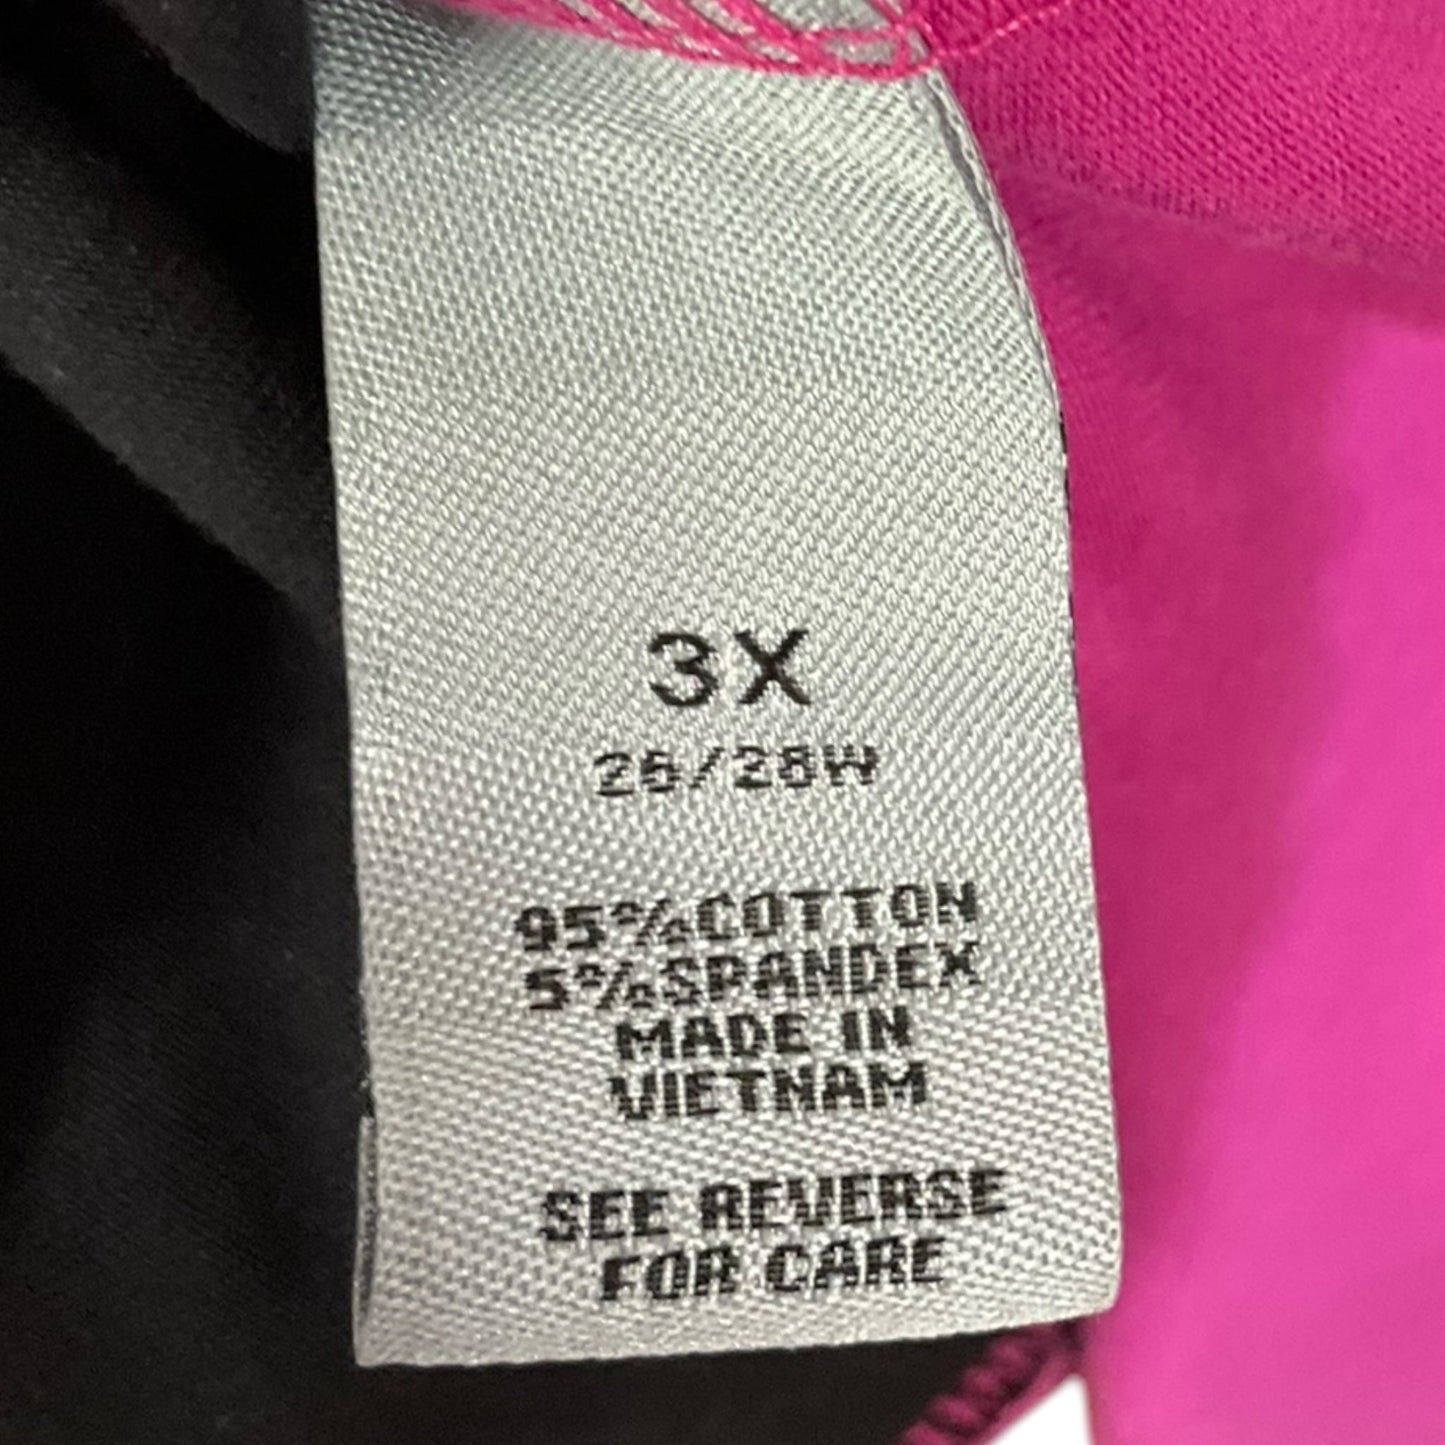 3X
26/28W
95%COTTON
5%SPANDEX
MADE IN
VIETNAM
SEE REVERSE
FOR CARE